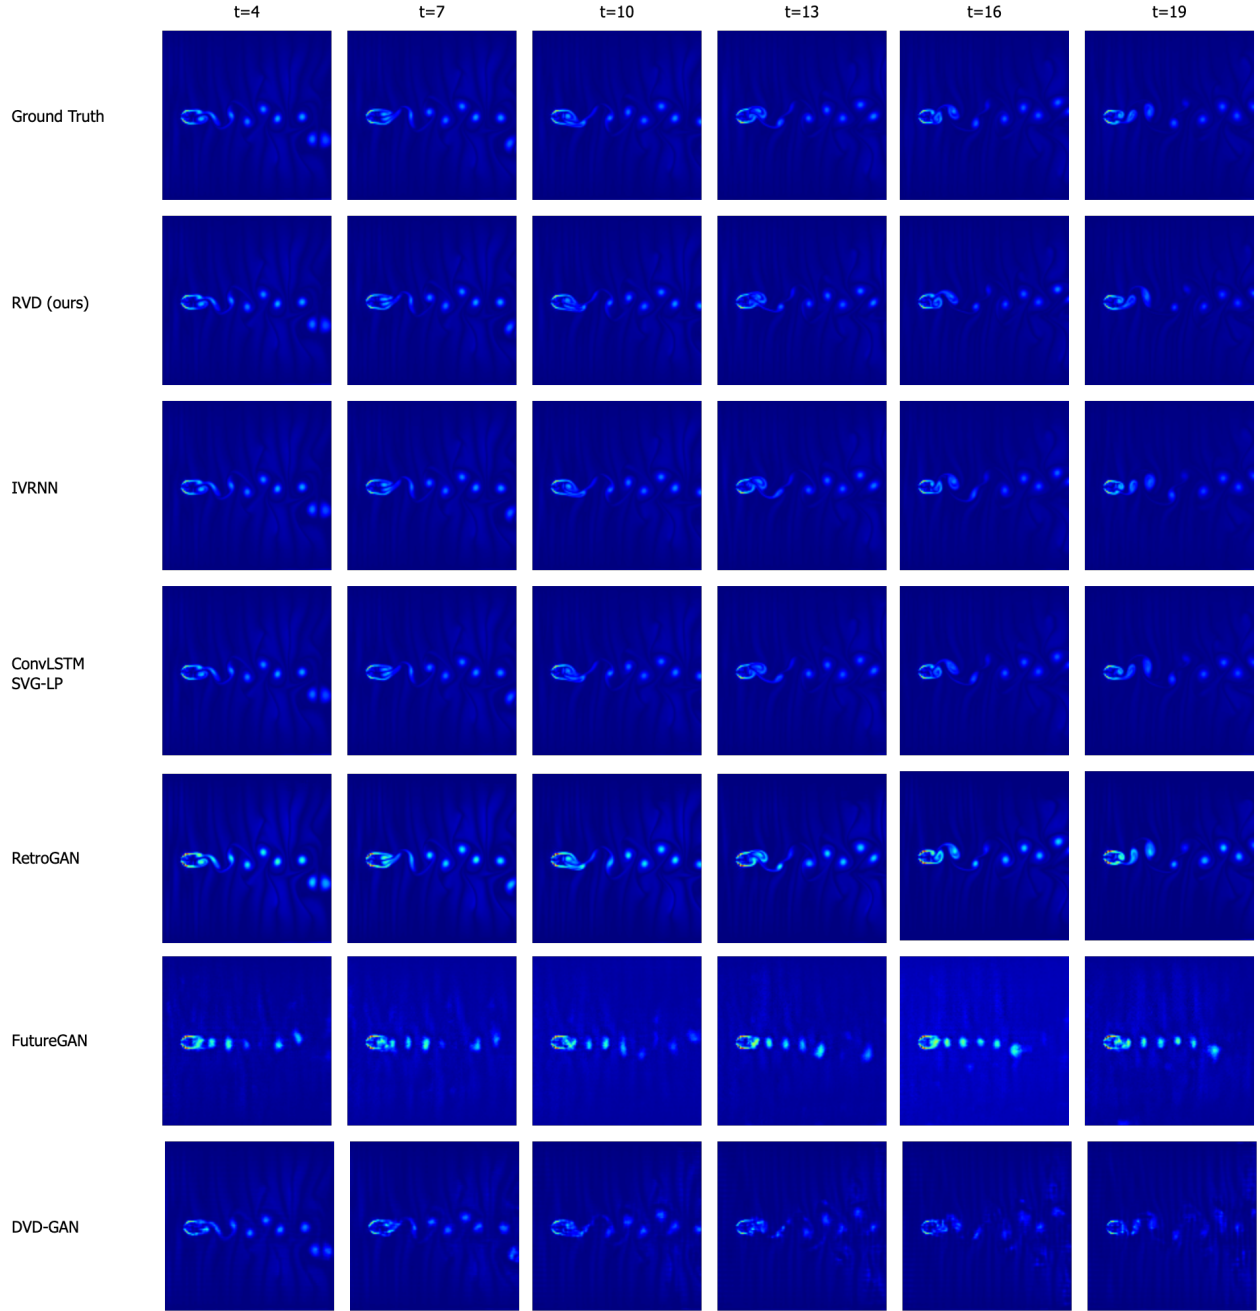 t=4 t=7 t=10 t=13 t=16 t=19
Ground Truth
RVD (ours)
IVRNN
ConvLSTM
SVG-LP
RetroGAN
FutureGAN
DVD-GAN